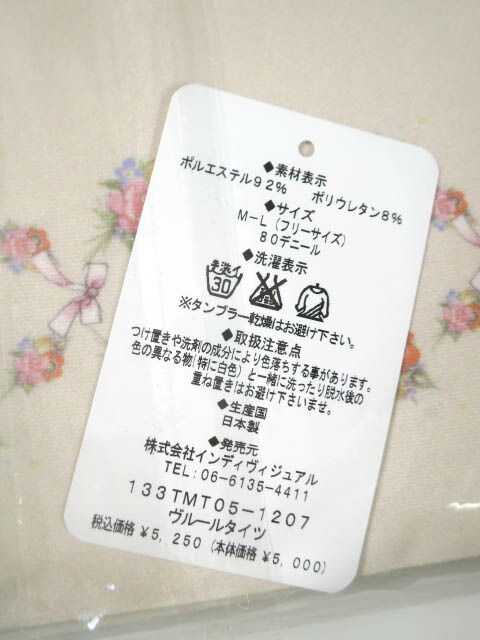 ◆素材表示
ポルエステル92% ポリウレタン8%
◆サイズ
M-L(フリーサイズ)
80デニール
◆洗濯表示
手洗イ
30
※タンブラー乾燥はお避け下さい。
◆取扱注意点
つけ置きや洗剤の成分により色落ちする事があります。
色の異なる物(特に白色)と一緒に洗ったり脱水後の
重ね置きはお避け下さいませ。
◆生産国
日本製
◆発売元
株式会社インディヴィジュアル
TEL:06-6135-4411
133TMT05-1207
ヴルールタイツ
税込価格 ¥5,250(本体価格 ¥5,000)